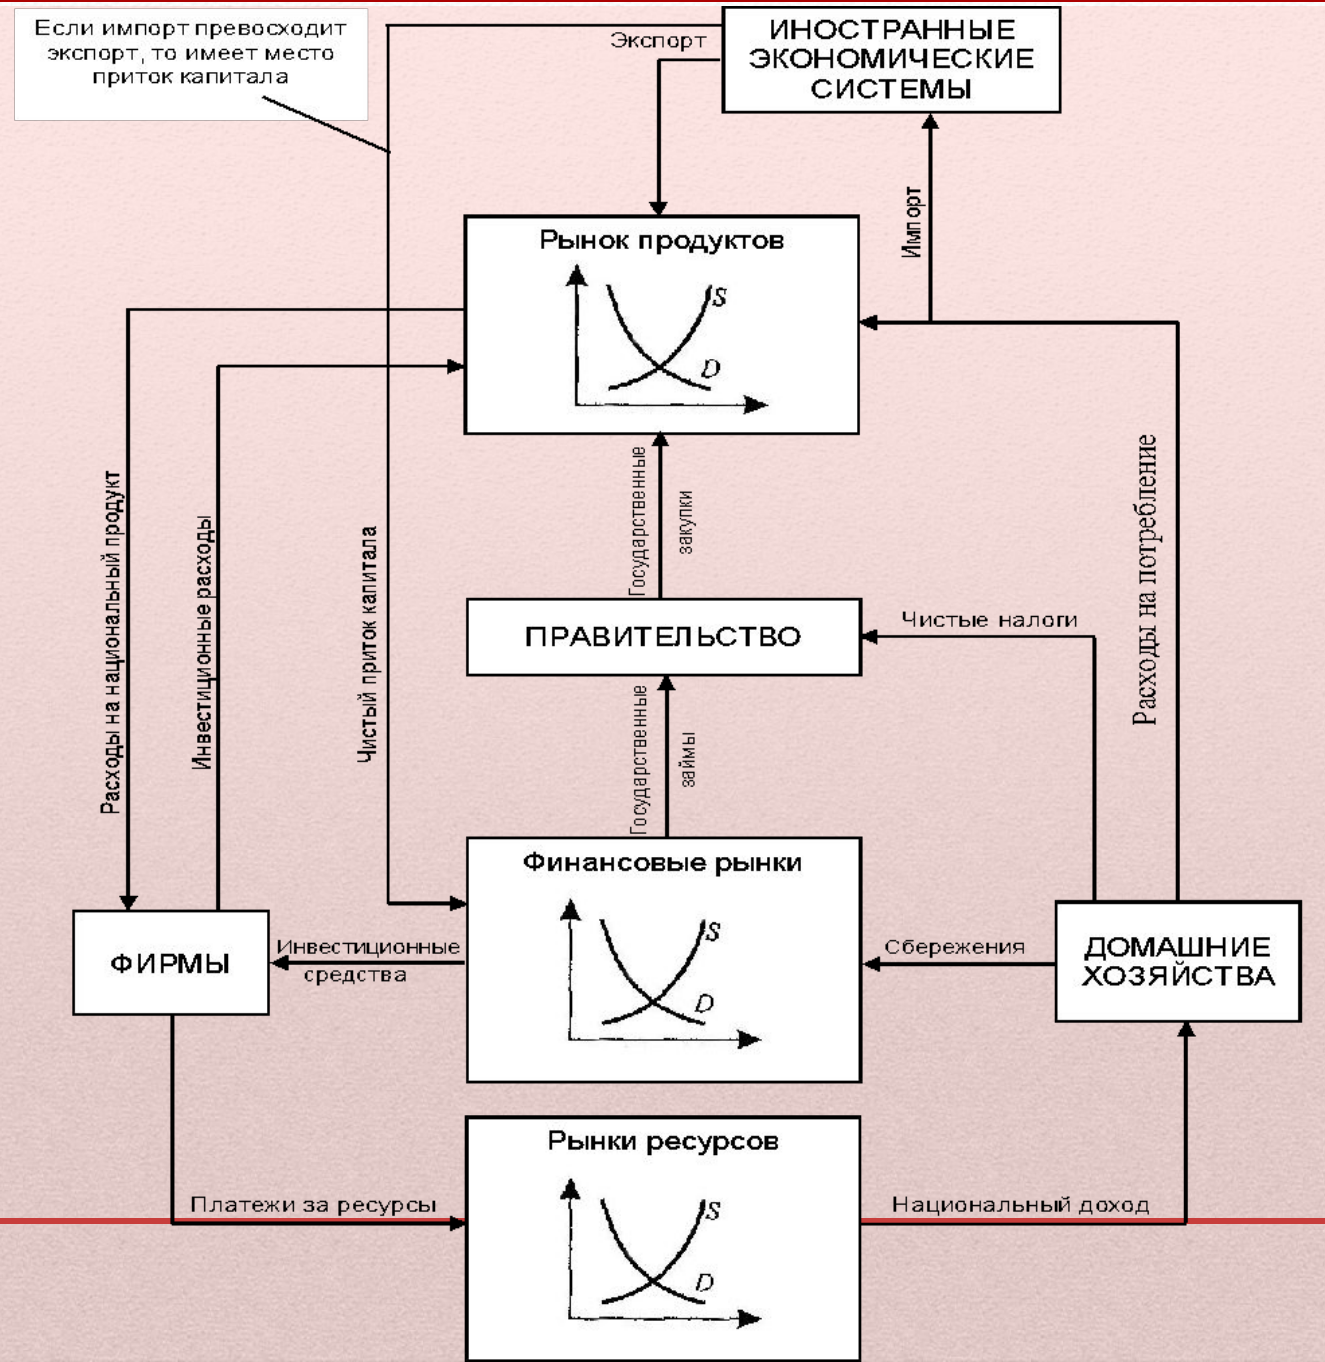 Если импорт превосходит
экспорт, то имеет место
приток капитала
Экспорт
ИНОСТРАННЫЕ
ЭКОНОМИЧЕСКИЕ
СИСТЕМЫ
Импорт
Рынок продуктов
S
D
Расходы на национальный продукт
Инвестиционные расходы
Чистый приток капитала
Государственные
закупки
Расходы на потребление
ПРАВИТЕЛЬСТВО
Чистые налоги
Государственные
займы
Финансовые рынки
S
D
ФИРМЫ
Инвестиционные
средства
Сбережения
ДОМАШНИЕ
ХОЗЯЙСТВА
Рынки ресурсов
S
D
Платежи за ресурсы
Национальный доход